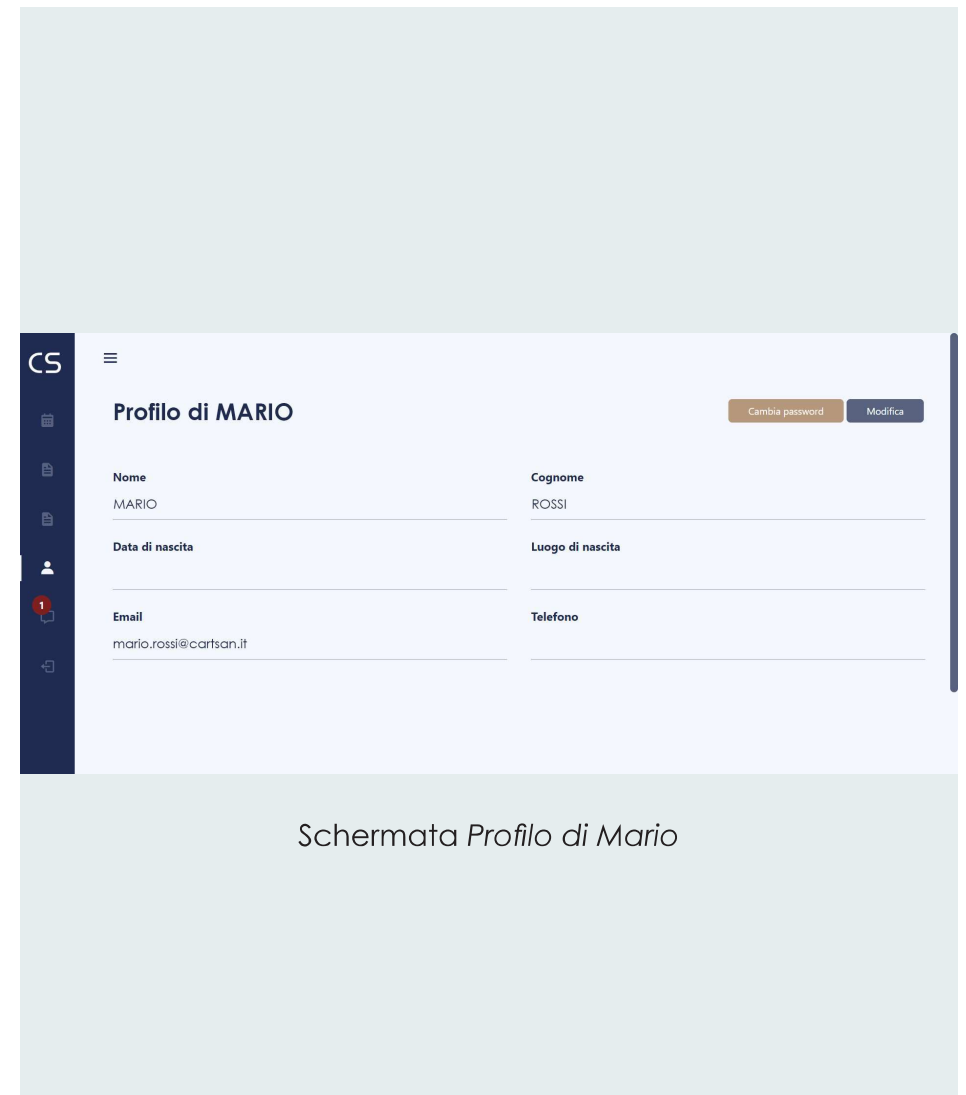 CS
Profilo di MARIO
Cambia password
Modifica
Nome
Cognome
MARIO
ROSSI
Data di nascita
Luogo di nascita
1
Email
Telefono
mario.rossi@cartsan.it
Schermata Profilo di Mario